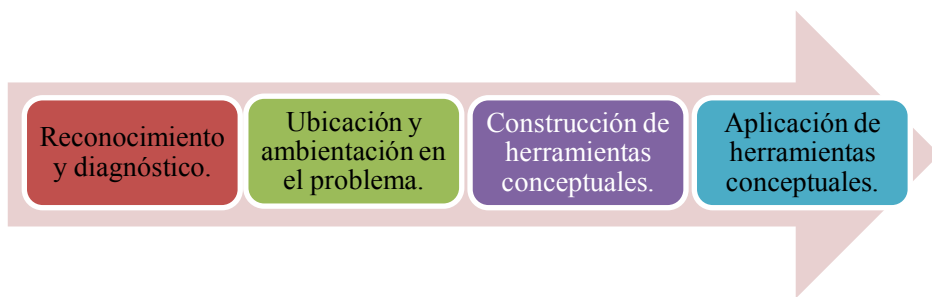 Reconocimiento
y diagnóstico.
Ubicación y
ambientación en
el problema.
Construcción de
herramientas
conceptuales.
Aplicación de
herramientas
conceptuales.